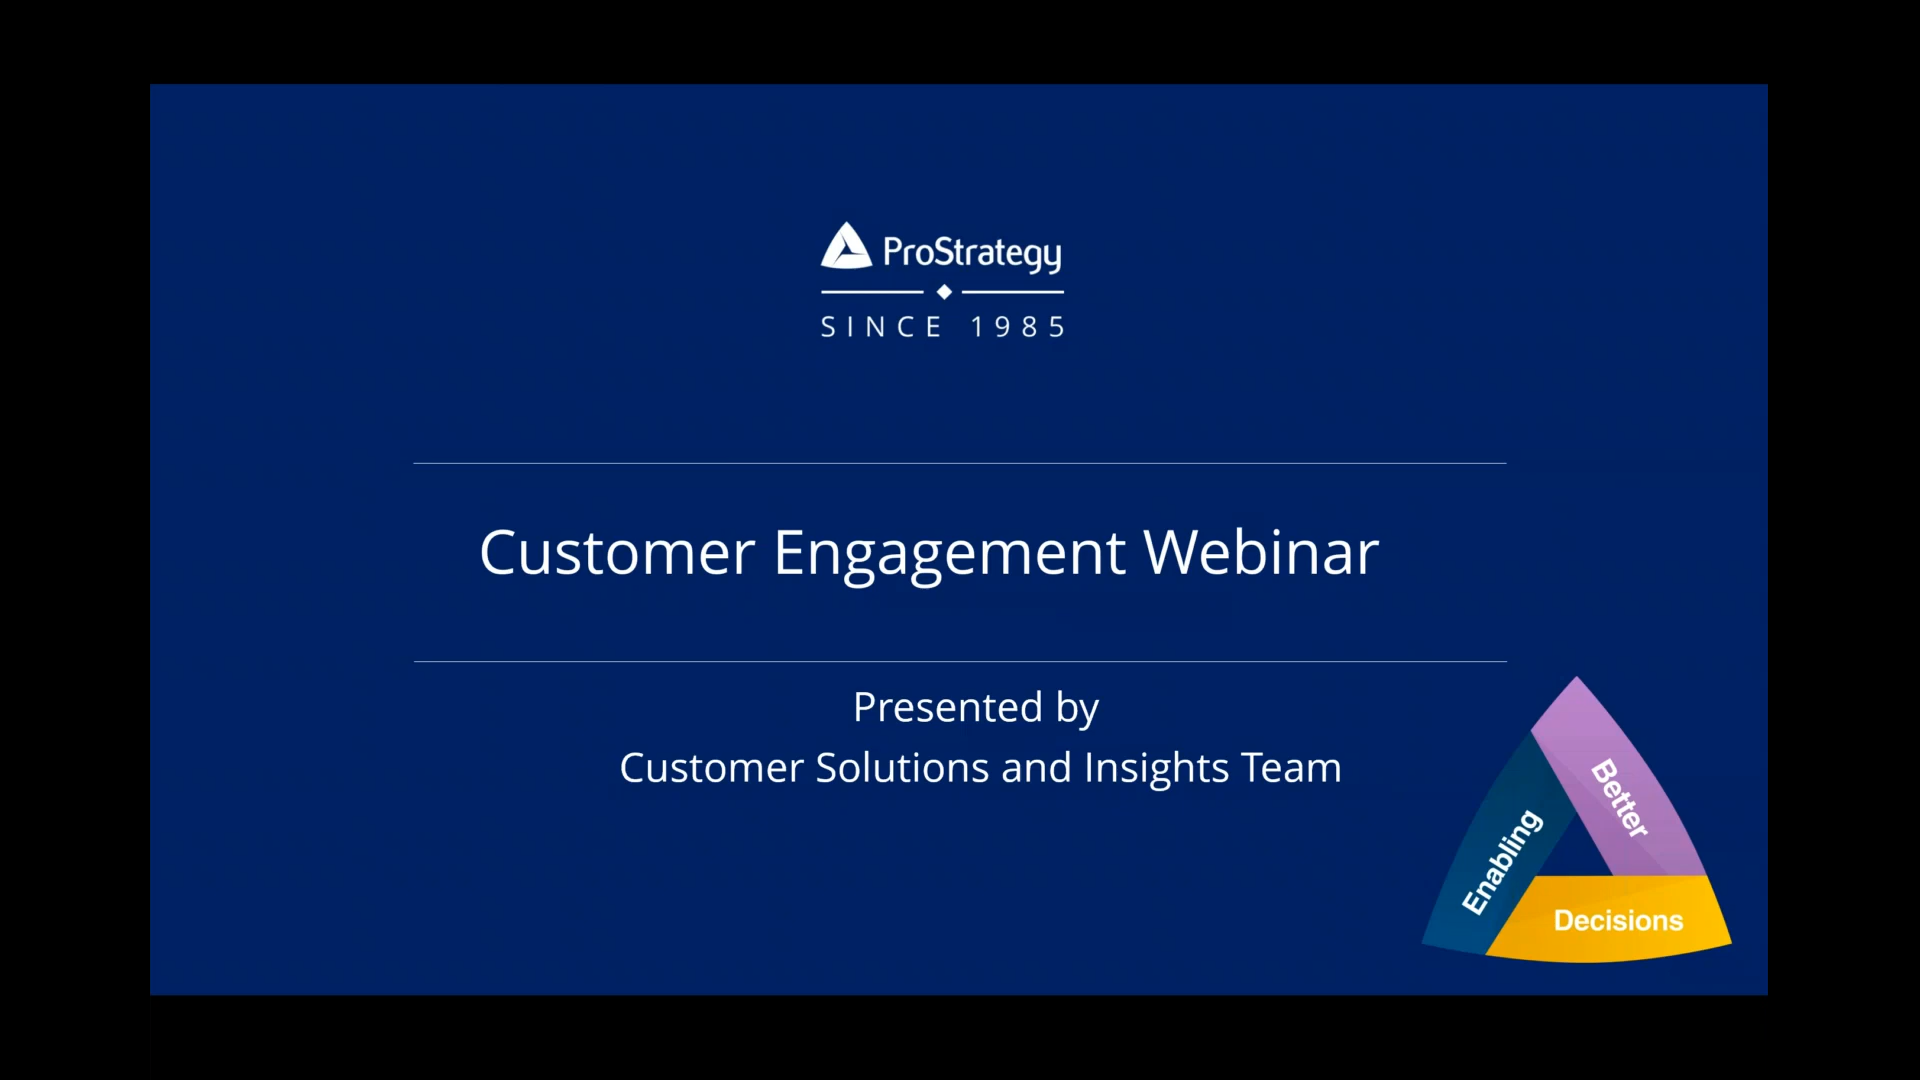 ProStrategy
SINCE 1985
Customer Engagement Webinar
Presented by
Customer Solutions and Insights Team
Enabling
Better
Decisions